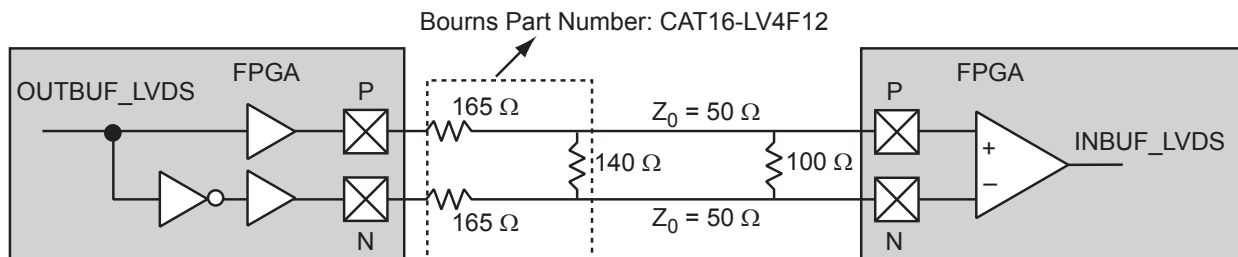 Bourns Part Number: CAT16-LV4F12
FPGA
FPGA
OUTBUF_LVDS
P
165 Ω
Z0 = 50 Ω
P
140 Ω
100 Ω
+
−
INBUF_LVDS
165 Ω
Z0 = 50 Ω
N
N